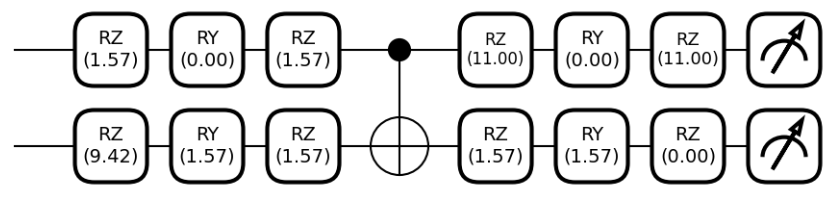 RZ RY RZ RZ RY RZ
(1.57) (0.00) (1.57) (11.00) (0.00) (11.00)
RZ RY RZ RZ RY RZ
(9.42) (1.57) (1.57) (1.57) (1.57) (0.00)